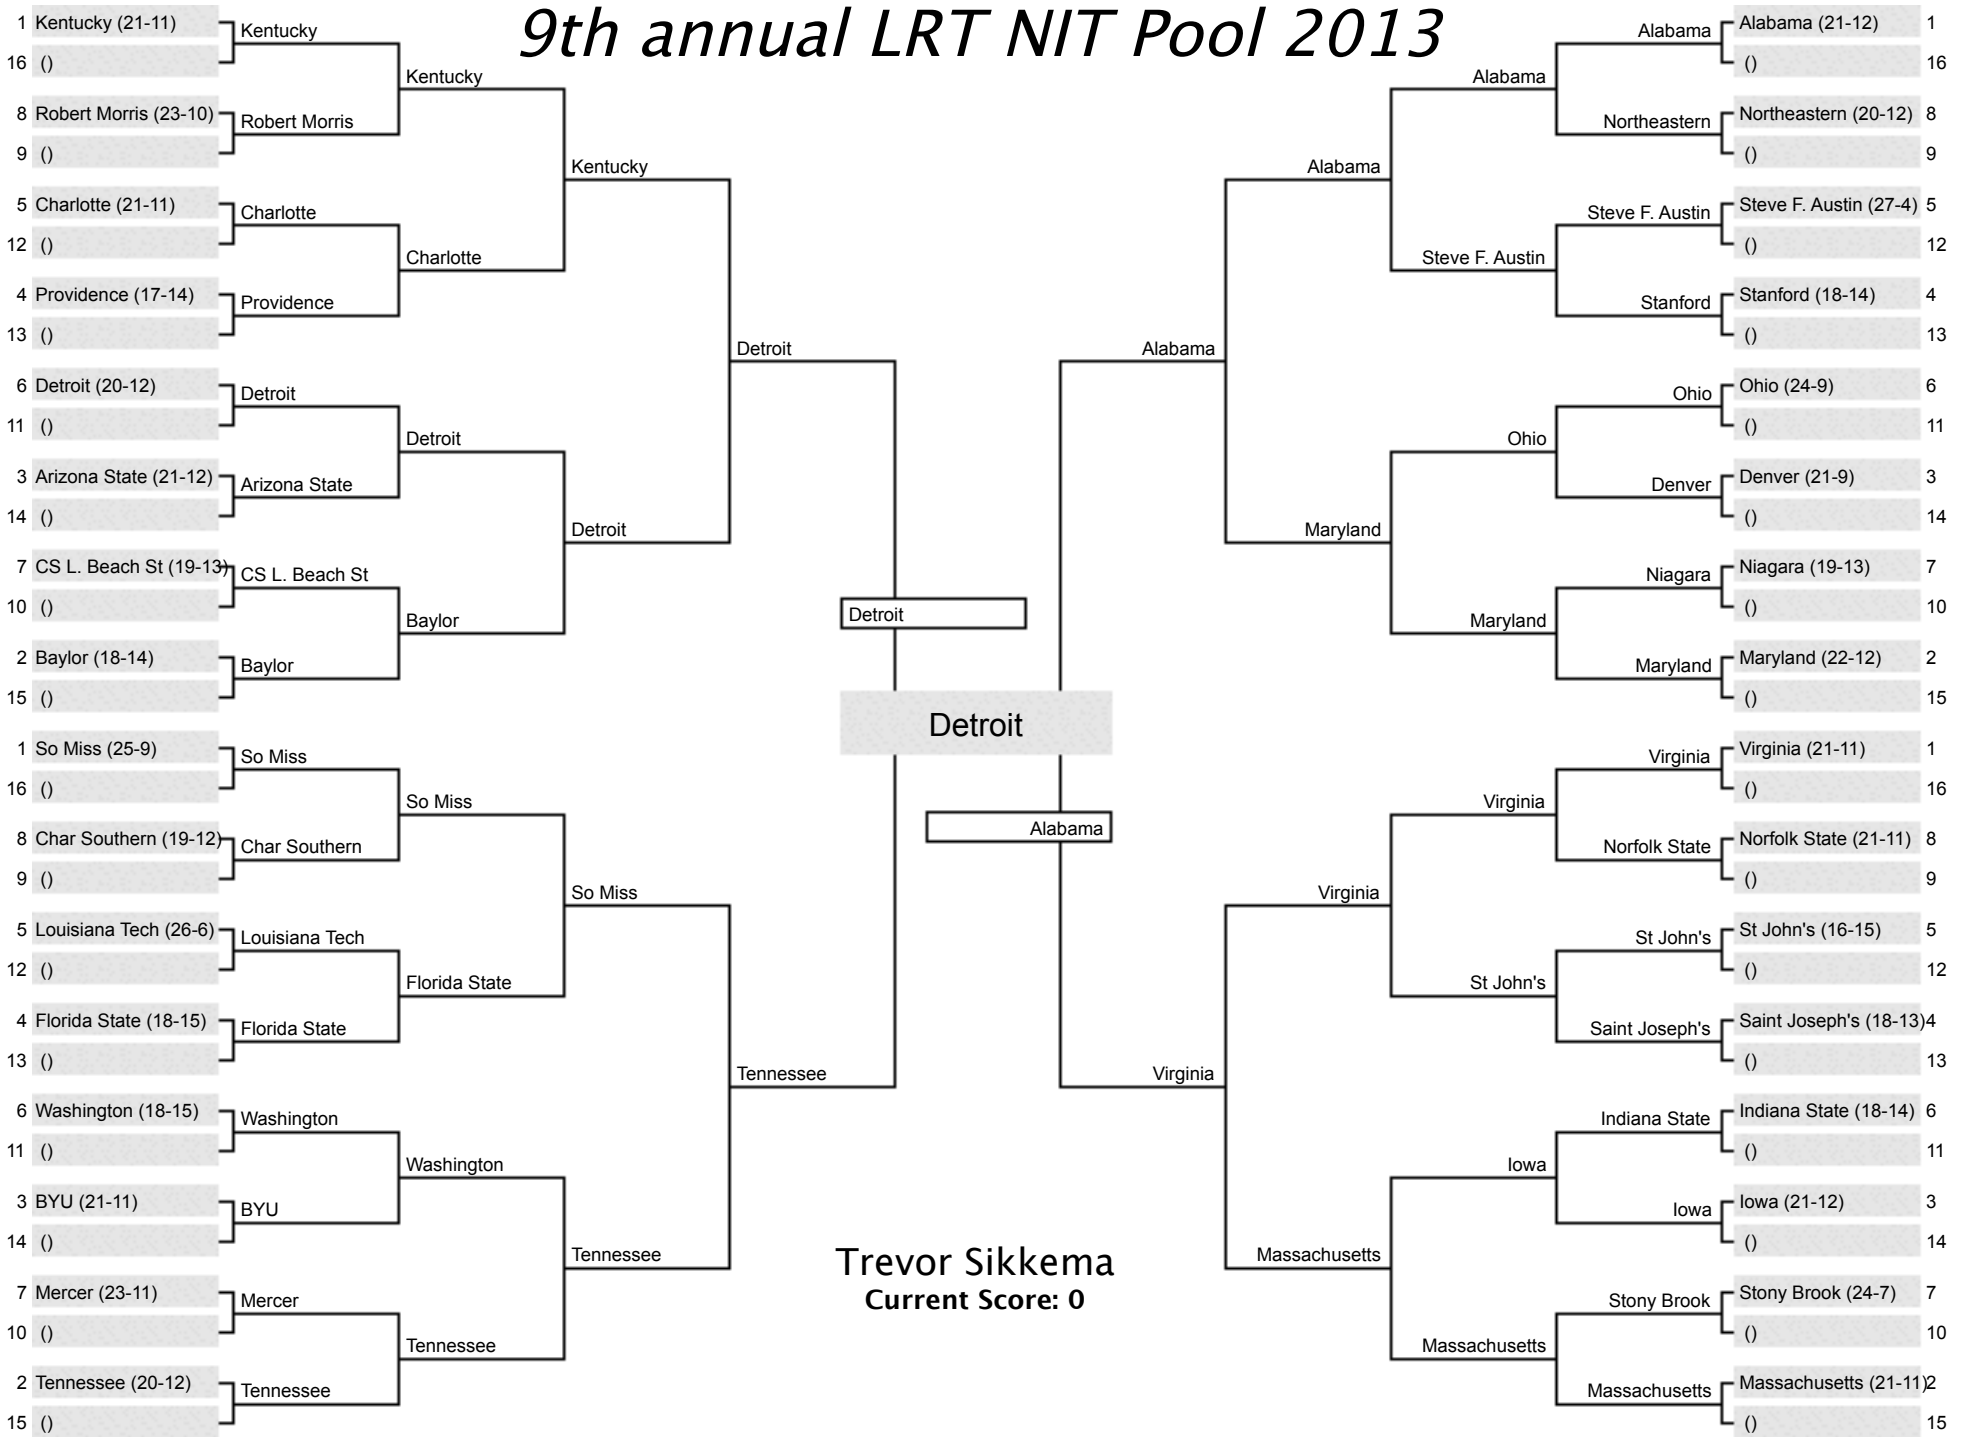 9th annual LRT NIT Pool 2013
1 Kentucky (21-11)
16 ()
8 Robert Morris (23-10)
9 ()
5 Charlotte (21-11)
12 ()
4 Providence (17-14)
13 ()
6 Detroit (20-12)
11 ()
3 Arizona State (21-12)
14 ()
7 CS L. Beach St (19-13)
10 ()
2 Baylor (18-14)
15 ()
1 So Miss (25-9)
16 ()
8 Char Southern (19-12)
9 ()
5 Louisiana Tech (26-6)
12 ()
4 Florida State (18-15)
13 ()
6 Washington (18-15)
11 ()
3 BYU (21-11)
14 ()
7 Mercer (23-11)
10 ()
2 Tennessee (20-12)
15 ()
Kentucky
Robert Morris
Charlotte
Providence
Detroit
Arizona State
CS L. Beach St
Baylor
So Miss
Char Southern
Louisiana Tech
Florida State
Washington
BYU
Mercer
Tennessee
Kentucky
Charlotte
Detroit
Baylor
So Miss
Florida State
Washington
Tennessee
Kentucky
Detroit
So Miss
Tennessee
Detroit
Tennessee
Detroit
Detroit
Alabama
Trevor Sikkema
Current Score: 0
Alabama
Virginia
Alabama
Maryland
Virginia
Massachusetts
Alabama
Steve F. Austin
Ohio
Maryland
Virginia
St John's
Iowa
Massachusetts
Alabama
Northeastern
Steve F. Austin
Stanford
Ohio
Denver
Niagara
Maryland
Virginia
Norfolk State
St John's
Saint Joseph's
Indiana State
Iowa
Stony Brook
Massachusetts
Alabama (21-12) 1
() 16
Northeastern (20-12) 8
() 9
Steve F. Austin (27-4) 5
() 12
Stanford (18-14) 4
() 13
Ohio (24-9) 6
() 11
Denver (21-9) 3
() 14
Niagara (19-13) 7
() 10
Maryland (22-12) 2
() 15
Virginia (21-11) 1
() 16
Norfolk State (21-11) 8
() 9
St John's (16-15) 5
() 12
Saint Joseph's (18-13) 4
() 13
Indiana State (18-14) 6
() 11
Iowa (21-12) 3
() 14
Stony Brook (24-7) 7
() 10
Massachusetts (21-11) 2
() 15